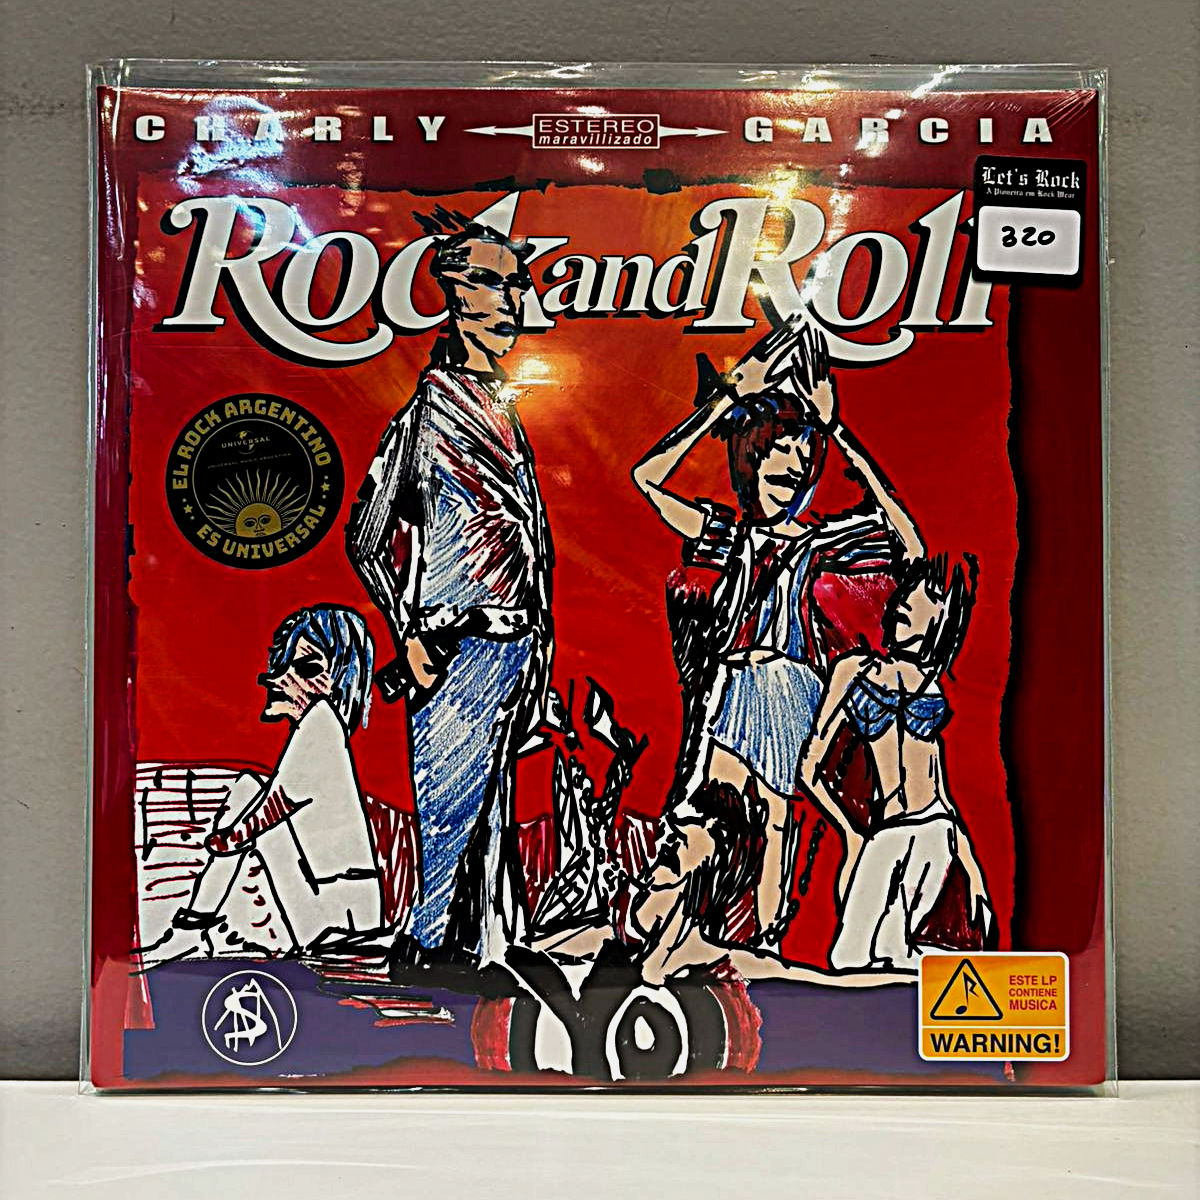 CHARLY ESTEREO GARCIA
maravillizado
Let's Rock
A Pioneira em Rock Wear
320
Rock and Roll
EL ROCK ARGENTINO
UNIVERSAL
ES UNIVERSAL
YO
$
ESTE LP
CONTIENE
MUSICA
WARNING!